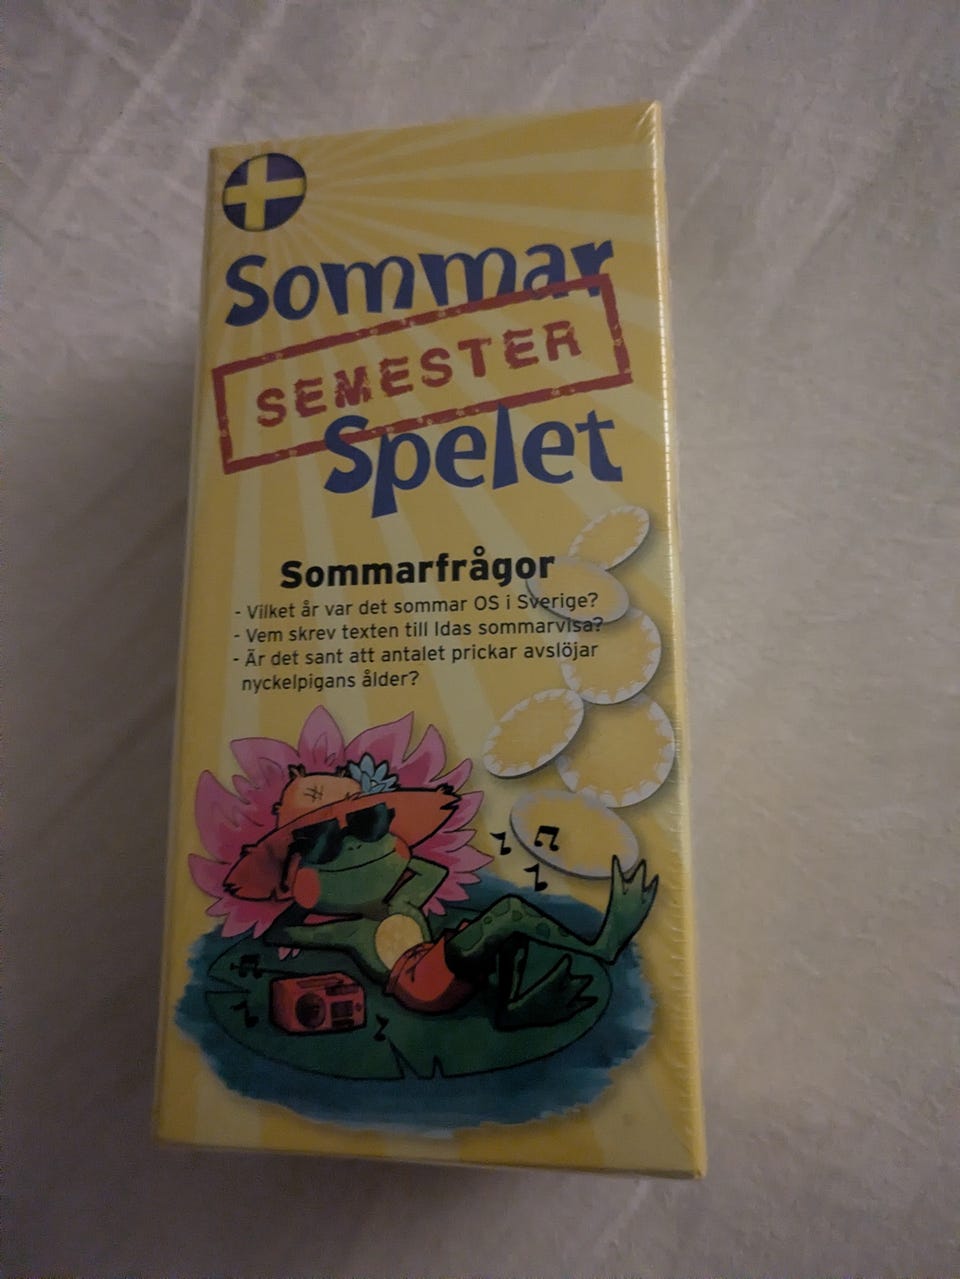 Sommar
SEMESTER
Spelet
Sommarfrågor
- Vilket år var det sommar OS i Sverige?
- Vem skrev texten till Idas sommarvisa?
- Är det sant att antalet prickar avslöjar
nyckelpigans ålder?